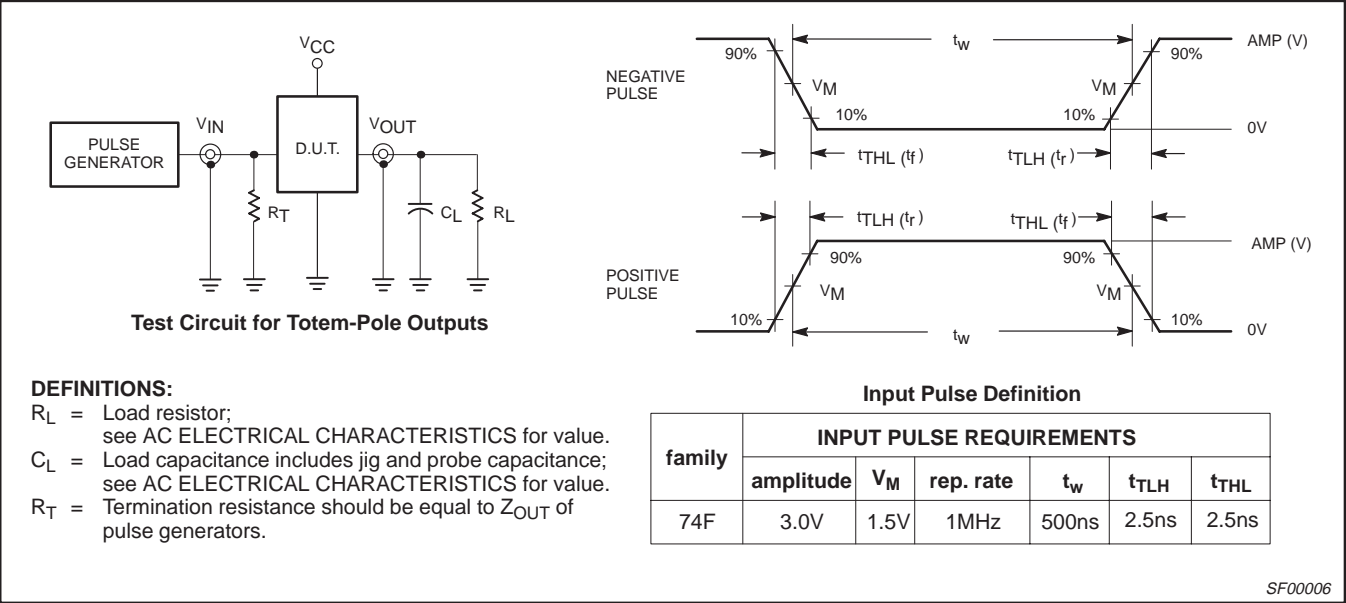 VCC
PULSE
GENERATOR
VIN
D.U.T.
VOUT
RT
CL
RL
Test Circuit for Totem-Pole Outputs
NEGATIVE
PULSE
90%
tW
90%
AMP (V)
VM
VM
10%
10%
0V
tTHL (tf)
tTLH (tr)
tTLH (tr)
tTHL (tf)
AMP (V)
POSITIVE
PULSE
90%
90%
VM
VM
10%
10%
tW
0V
DEFINITIONS:
RL = Load resistor;
see AC ELECTRICAL CHARACTERISTICS for value.
CL = Load capacitance includes jig and probe capacitance;
see AC ELECTRICAL CHARACTERISTICS for value.
RT = Termination resistance should be equal to ZOUT of
pulse generators.
Input Pulse Definition
family
INPUT PULSE REQUIREMENTS
amplitude VM rep. rate tw tTLH tTHL
74F 3.0V 1.5V 1MHz 500ns 2.5ns 2.5ns
SF00006